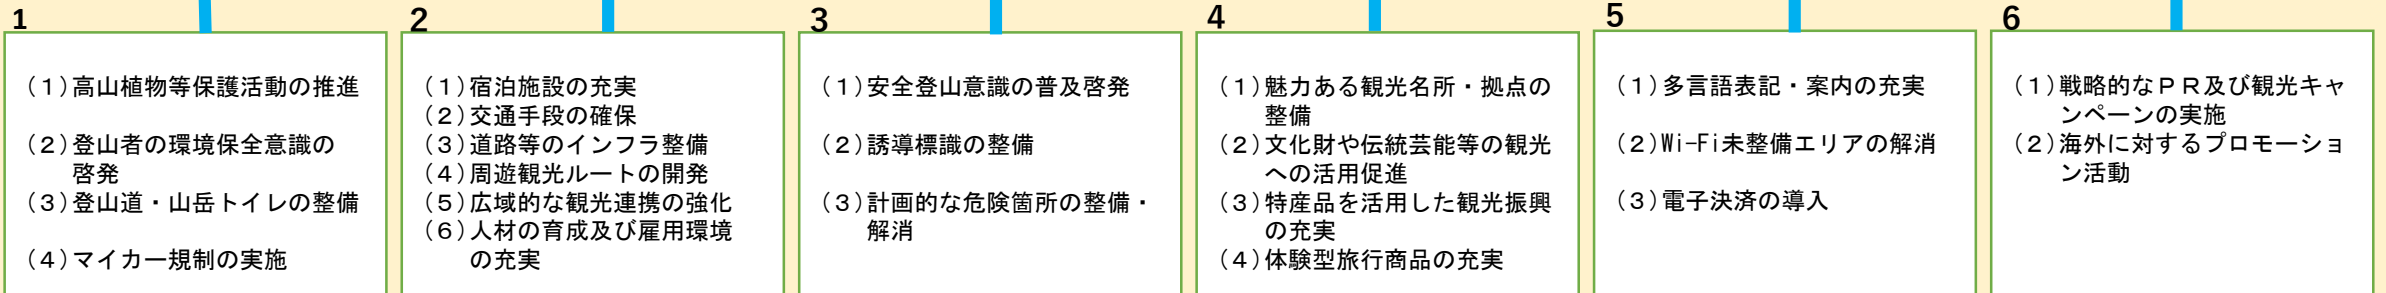 1
（１）高山植物等保護活動の推進
（２）登山者の環境保全意識の
啓発
（３）登山道・山岳トイレの整備
（４）マイカー規制の実施
2
（１）宿泊施設の充実
（２）交通手段の確保
（３）道路等のインフラ整備
（４）周遊観光ルートの開発
（５）広域的な観光連携の強化
（６）人材の育成及び雇用環境
の充実
3
（１）安全登山意識の普及啓発
（２）誘導標識の整備
（３）計画的な危険箇所の整備・
解消
4
（１）魅力ある観光名所・拠点の
整備
（２）文化財や伝統芸能等の観光
への活用促進
（３）特産品を活用した観光振興
の充実
（４）体験型旅行商品の充実
5
（１）多言語表記・案内の充実
（２）Wi-Fi未整備エリアの解消
（３）電子決済の導入
6
（１）戦略的なＰＲ及び観光キャ
ンペーンの実施
（２）海外に対するプロモーショ
ン活動